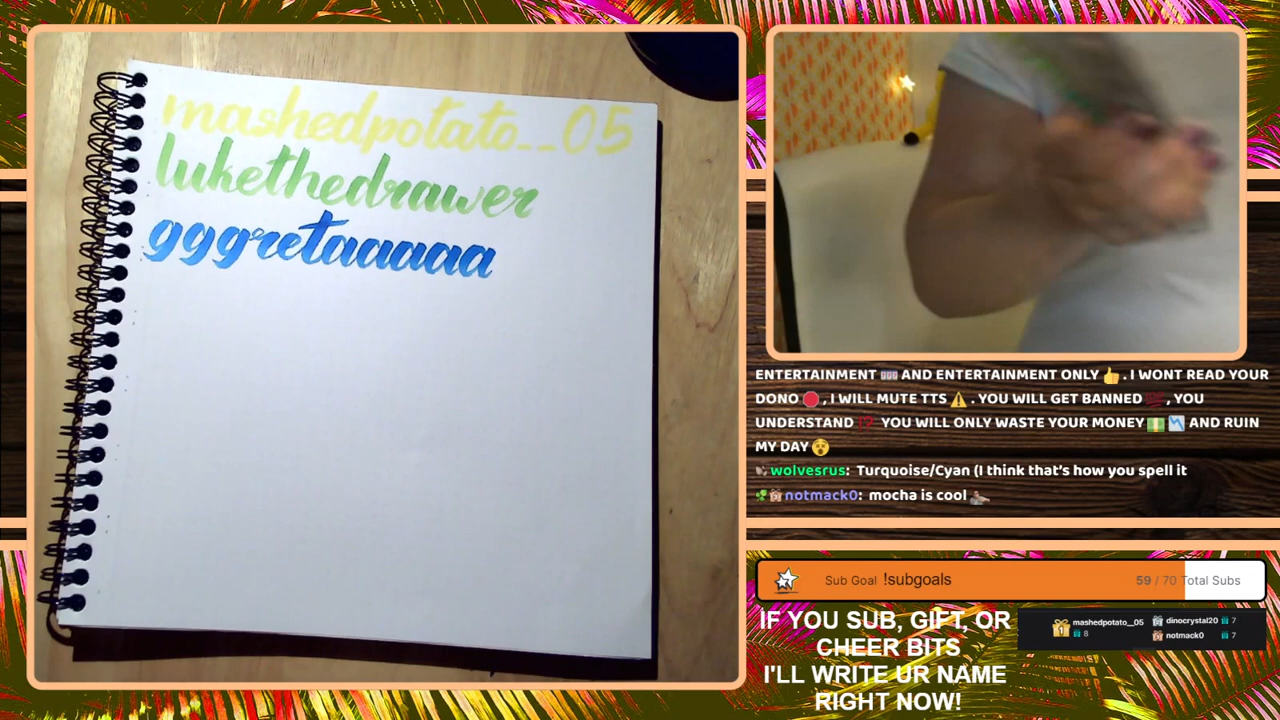 mashedpotato__05
lukethedrawer
gggretaaaaa
ENTERTAINMENT AND ENTERTAINMENT ONLY 👍. I WONT READ YOUR
DONO 🛑, I WILL MUTE TTS ⚠️. YOU WILL GET BANNED 💯, YOU
UNDERSTAND ⁉️ YOU WILL ONLY WASTE YOUR MONEY 💵 📉 AND RUIN
MY DAY 😵
wolvesrus: Turquoise/Cyan (I think that's how you spell it
notmack0: mocha is cool
Sub Goal !subgoals 59 / 70 Total Subs
IF YOU SUB, GIFT, OR
CHEER BITS
I'LL WRITE UR NAME
RIGHT NOW!
1 mashedpotato__05 8
dinocrystal20 7
notmack0 7